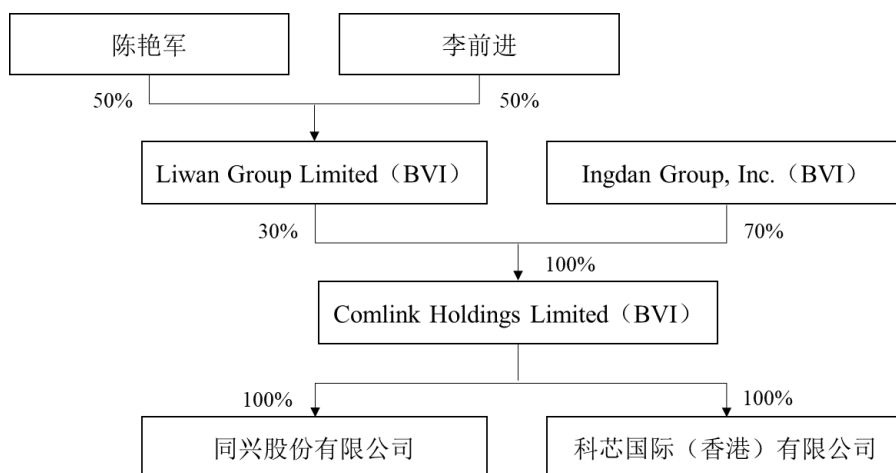 陈艳军
李前进
50%
50%
Liwan Group Limited（BVI）
Ingdan Group, Inc.（BVI）
30%
70%
100%
Comlink Holdings Limited（BVI）
100%
100%
同兴股份有限公司
科芯国际（香港）有限公司